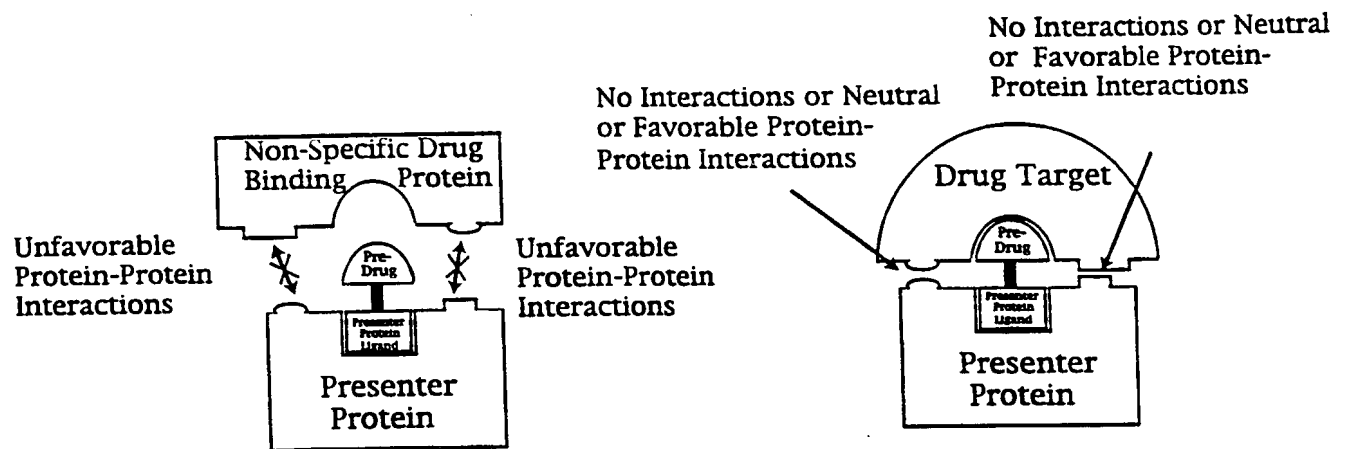 No Interactions or Neutral
or Favorable Protein-
Protein Interactions
No Interactions or Neutral
or Favorable Protein-
Protein Interactions
Non-Specific Drug
Binding Protein
Drug Target
Unfavorable
Protein-Protein
Interactions
Pre-
Drug
Unfavorable
Protein-Protein
Interactions
Pre-
Drug
Presenter
Protein
Ligand
Presenter
Protein
Presenter
Protein
Ligand
Presenter
Protein